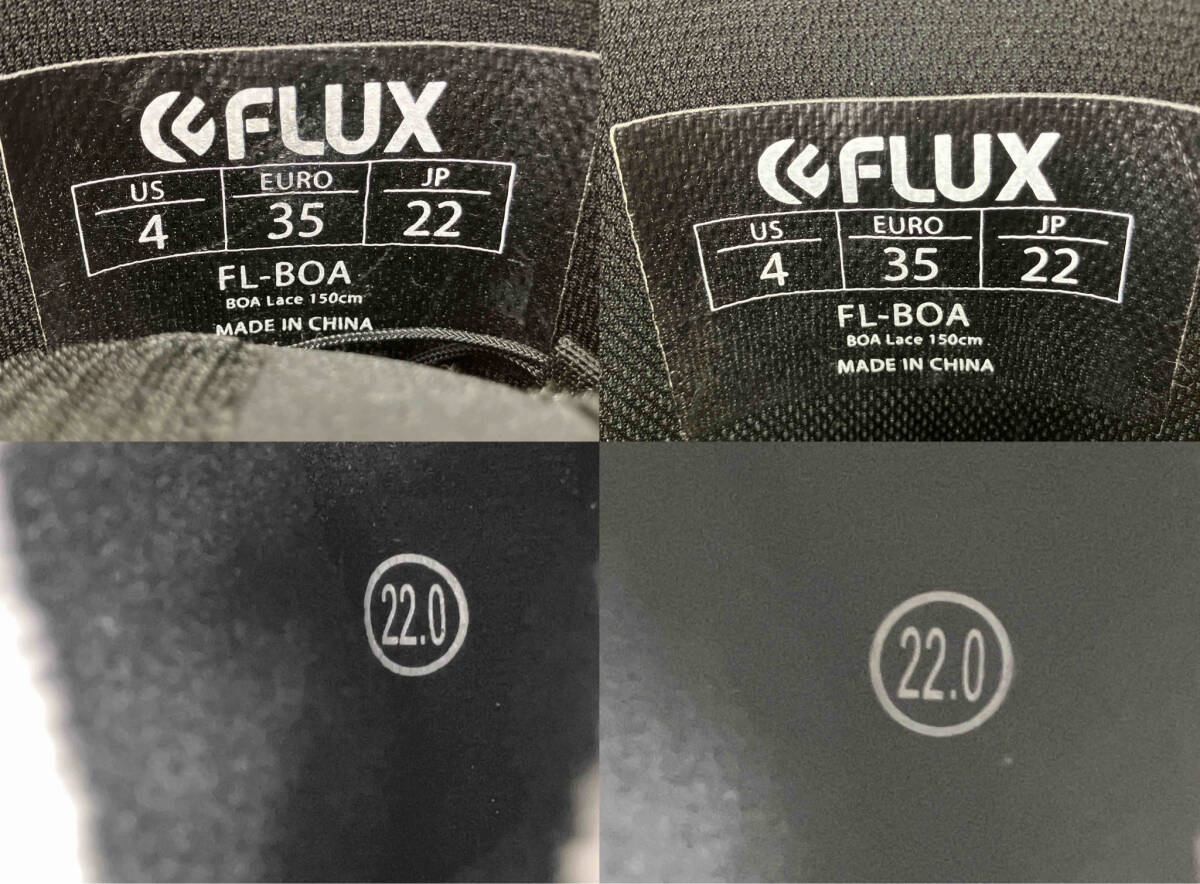 FLUX
US EURO JP
4 35 22
FL-BOA
BOA Lace 150cm
MADE IN CHINA
FLUX
US EURO JP
4 35 22
FL-BOA
BOA Lace 150cm
MADE IN CHINA
22.0
22.0